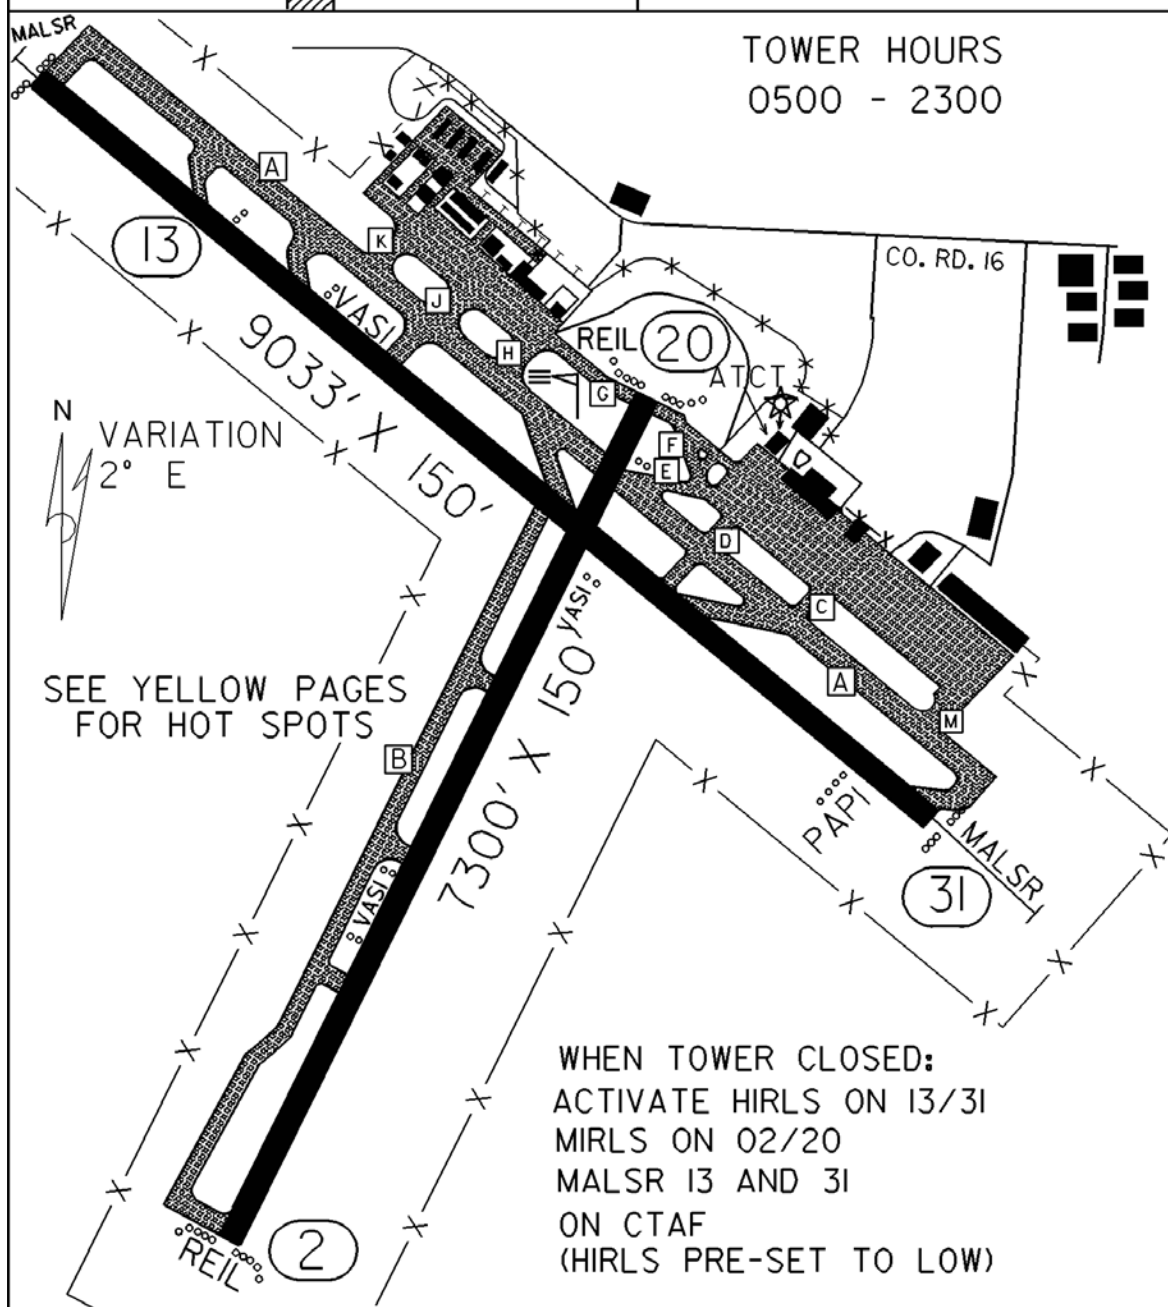 MALSR
TOWER HOURS
0500 - 2300
A
13
K
CO. RD. 16
J
VASI
REIL
20
H
9033' X 150'
ATCT
G
N
VARIATION
2° E
F
E
D
VASI
C
SEE YELLOW PAGES
FOR HOT SPOTS
A
M
B
7300' X 150'
PAPI
MALSR
31
VASI
WHEN TOWER CLOSED:
ACTIVATE HIRLS ON 13/31
MIRLS ON 02/20
MALSR 13 AND 31
ON CTAF
(HIRLS PRE-SET TO LOW)
REIL
2